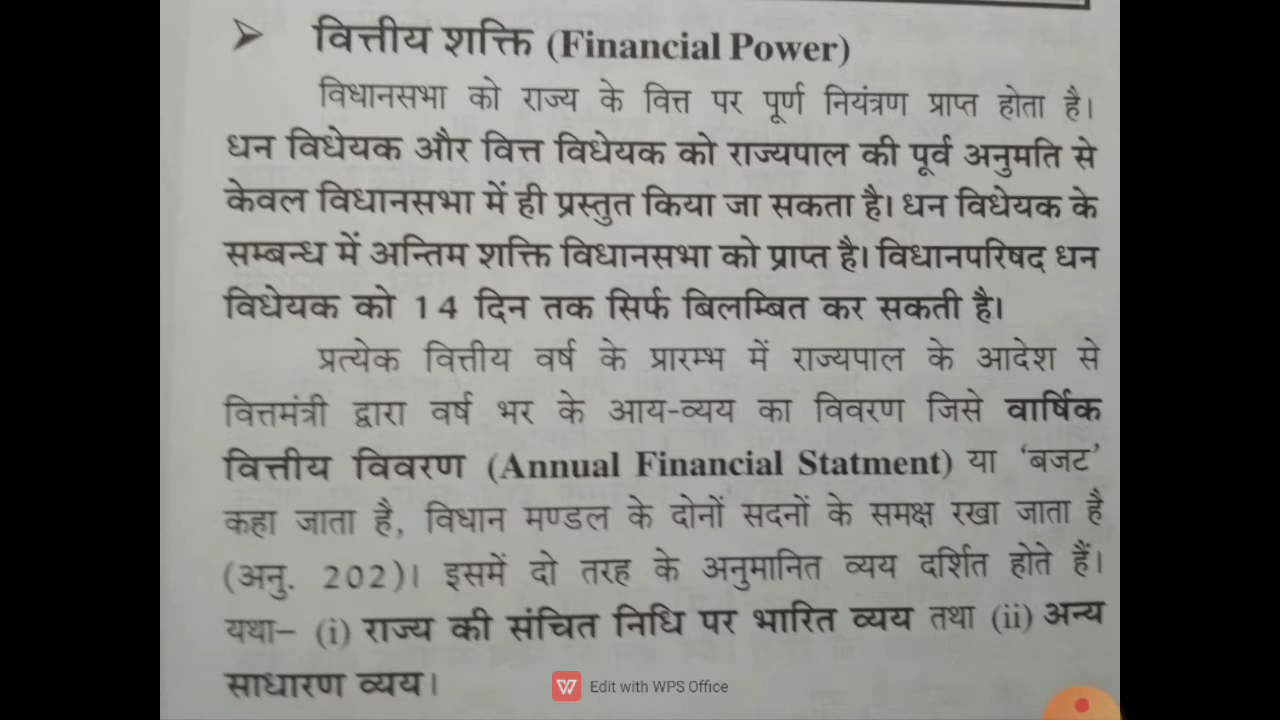 ➤ वित्तीय शक्ति (Financial Power)
विधानसभा को राज्य के वित्त पर पूर्ण नियंत्रण प्राप्त होता है।
धन विधेयक और वित्त विधेयक को राज्यपाल की पूर्व अनुमति से
केवल विधानसभा में ही प्रस्तुत किया जा सकता है। धन विधेयक के
सम्बन्ध में अन्तिम शक्ति विधानसभा को प्राप्त है। विधानपरिषद धन
विधेयक को 14 दिन तक सिर्फ बिलम्बित कर सकती है।
प्रत्येक वित्तीय वर्ष के प्रारम्भ में राज्यपाल के आदेश से
वित्तमंत्री द्वारा वर्ष भर के आय-व्यय का विवरण जिसे वार्षिक
वित्तीय विवरण (Annual Financial Statment) या 'बजट'
कहा जाता है, विधान मण्डल के दोनों सदनों के समक्ष रखा जाता है
(अनु. 202)। इसमें दो तरह के अनुमानित व्यय दर्शित होते हैं।
यथा– (i) राज्य की संचित निधि पर भारित व्यय तथा (ii) अन्य
साधारण व्यय।
Edit with WPS Office